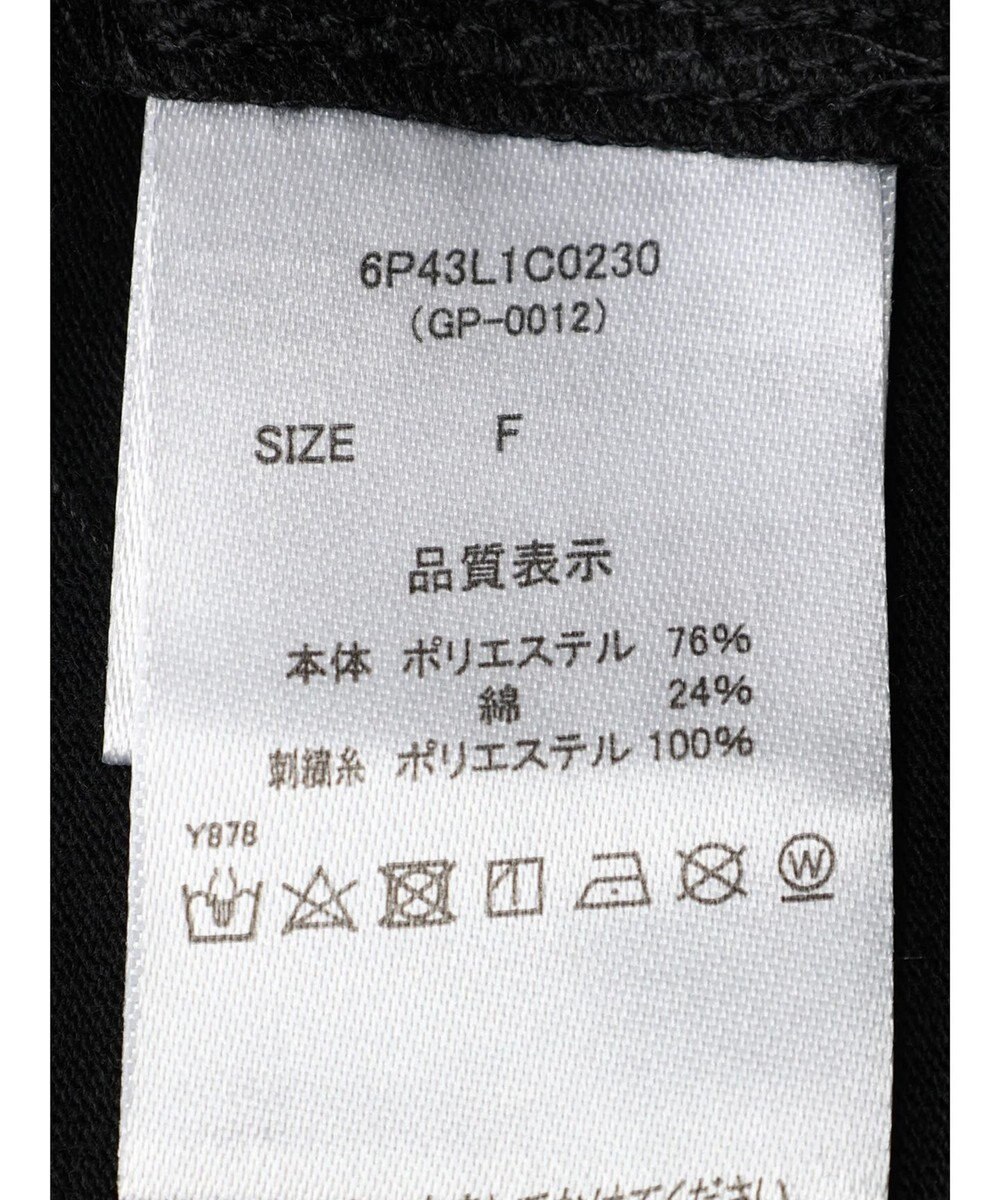 6P43L1C0230
(GP-0012)
SIZE F
品質表示
本体 ポリエステル 76%
綿 24%
刺繍糸 ポリエステル 100%
Y878
W